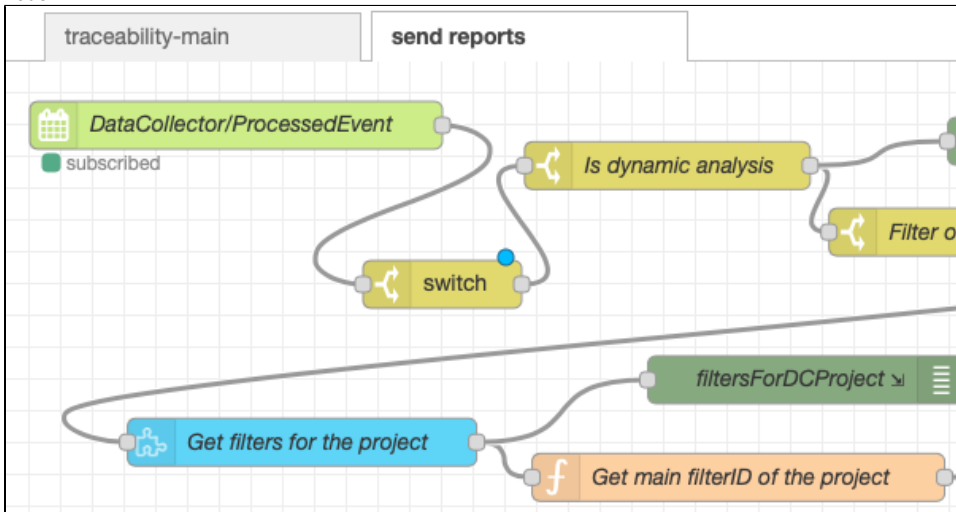 traceability-main
send reports
DataCollector/ProcessedEvent
subscribed
Is dynamic analysis
Filter o
switch
filtersForDCProject
Get filters for the project
Get main filterID of the project